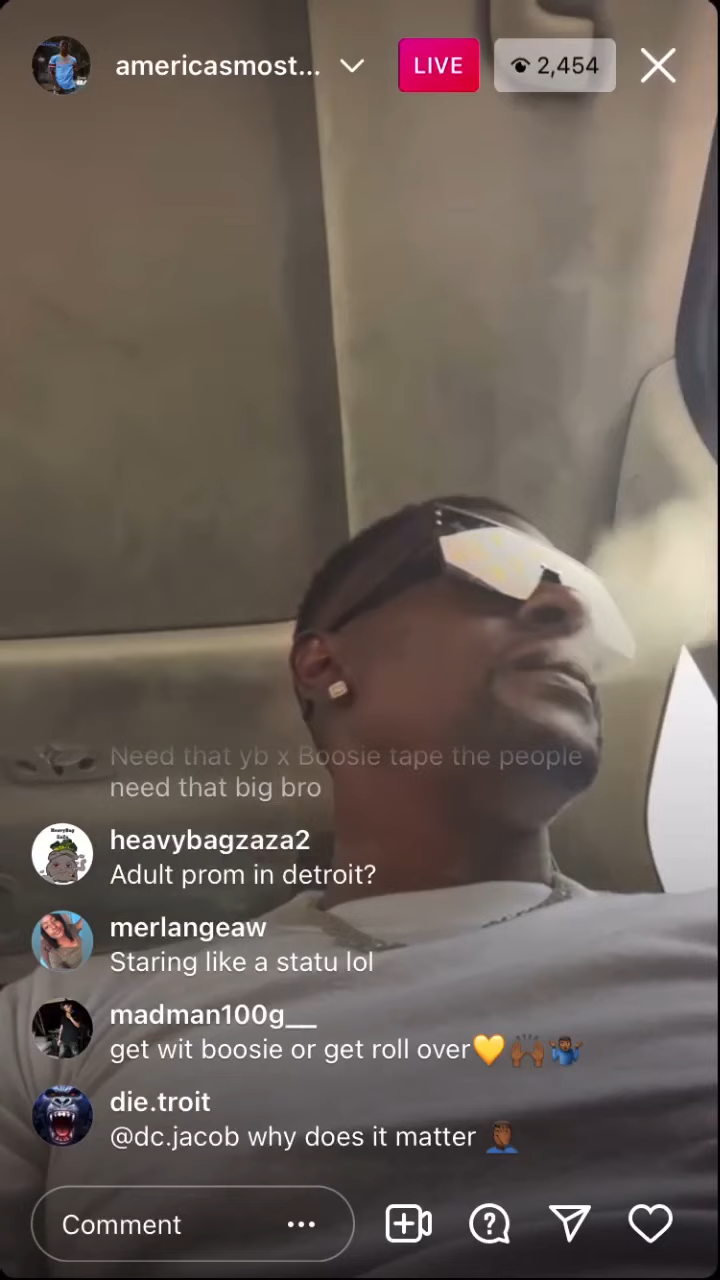 americasmost...
LIVE
2,454
Need that yb x Boosie tape the people
need that big bro
heavybagzaza2
Adult prom in detroit?
merlangeaw
Staring like a statu lol
madman100g__
get wit boosie or get roll over💛🙌🏾🤷🏾‍♂️
die.troit
@dc.jacob why does it matter 🤦🏾‍♂️
Comment
...